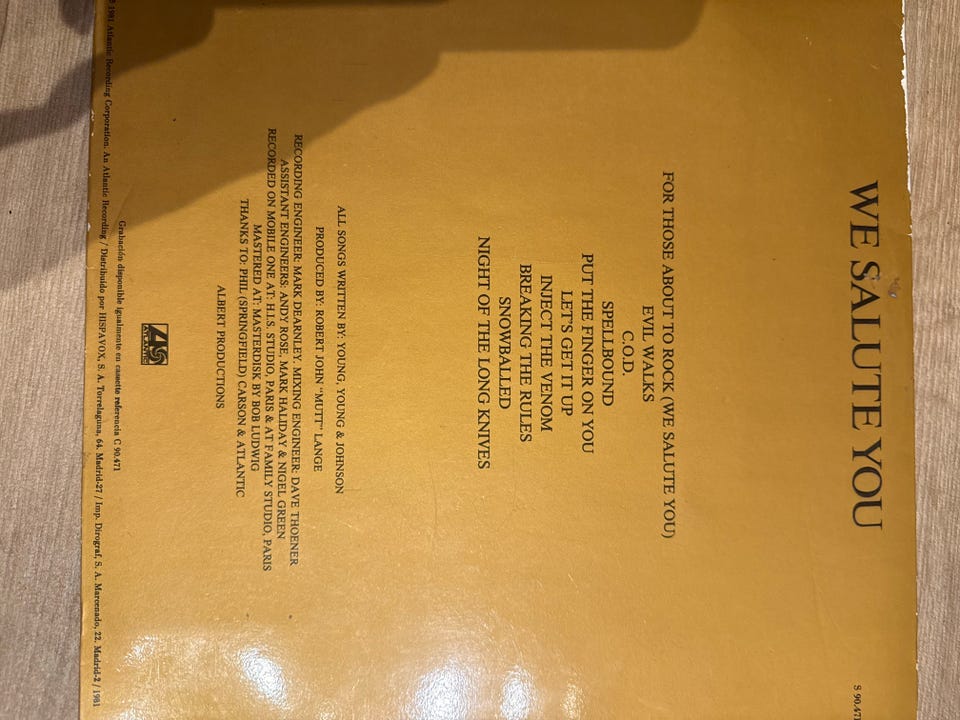 S 90.471
WE SALUTE YOU
FOR THOSE ABOUT TO ROCK (WE SALUTE YOU)
EVIL WALKS
C.O.D.
SPELLBOUND
PUT THE FINGER ON YOU
LET'S GET IT UP
INJECT THE VENOM
BREAKING THE RULES
SNOWBALLED
NIGHT OF THE LONG KNIVES
ALL SONGS WRITTEN BY: YOUNG, YOUNG & JOHNSON
PRODUCED BY: ROBERT JOHN "MUTT" LANGE
RECORDING ENGINEER: MARK DEARNLEY. MIXING ENGINEER: DAVE THOENER
ASSISTANT ENGINEERS: ANDY ROSE, MARK HALIDAY & NIGEL GREEN
RECORDED ON MOBILE ONE AT: H.I.S. STUDIO, PARIS & AT FAMILY STUDIO, PARIS
MASTERED AT: MASTERDISK BY BOB LUDWIG
THANKS TO: PHIL (SPRINGFIELD) CARSON & ATLANTIC
ALBERT PRODUCTIONS
ATLANTIC
Grabación disponible igualmente en cassette referencia C 90.471
℗ 1981 Atlantic Recording Corporation. An Atlantic Recording / Distribuido por HISPAVOX, S. A. Torrelaguna, 64. Madrid-27 / Imp. Dirograf, S. A. Marcenado, 22. Madrid-2 / 1981